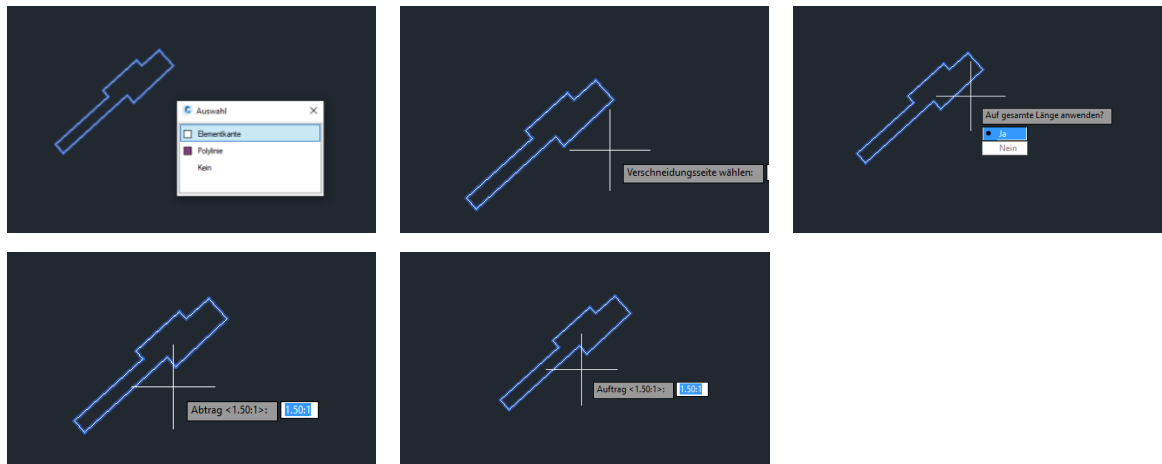 Auswahl
Elementkante
Polylinie
Kein
Verschneidungsseite wählen:
Auf gesamte Länge anwenden?
Ja
Nein
Abtrag <1.50:1>: 1.50:1
Auftrag <1.50:1>: 1.50:1